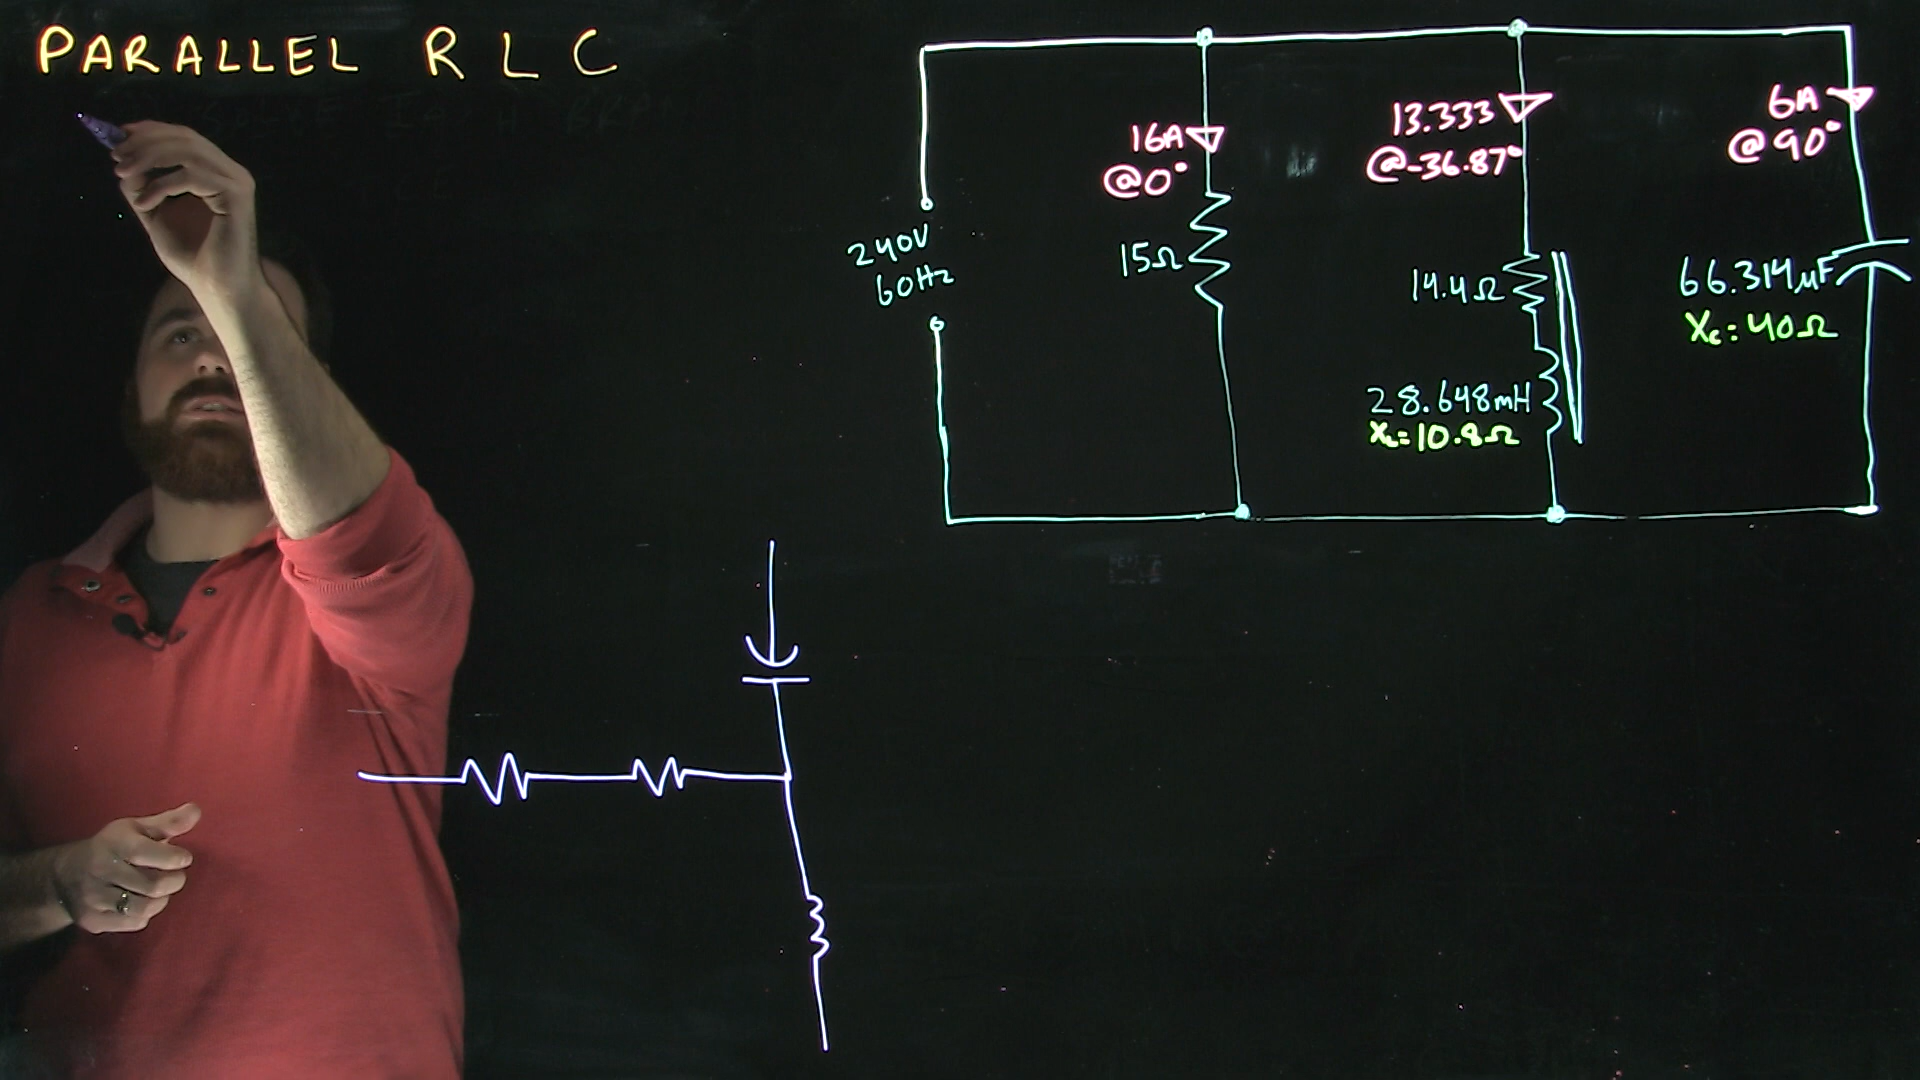 PARALLEL R L C
240V
60Hz
16A
@0°
15Ω
13.333
@-36.87°
14.4Ω
28.648mH
XL=10.8Ω
6A
@90°
66.314μF
Xc:40Ω